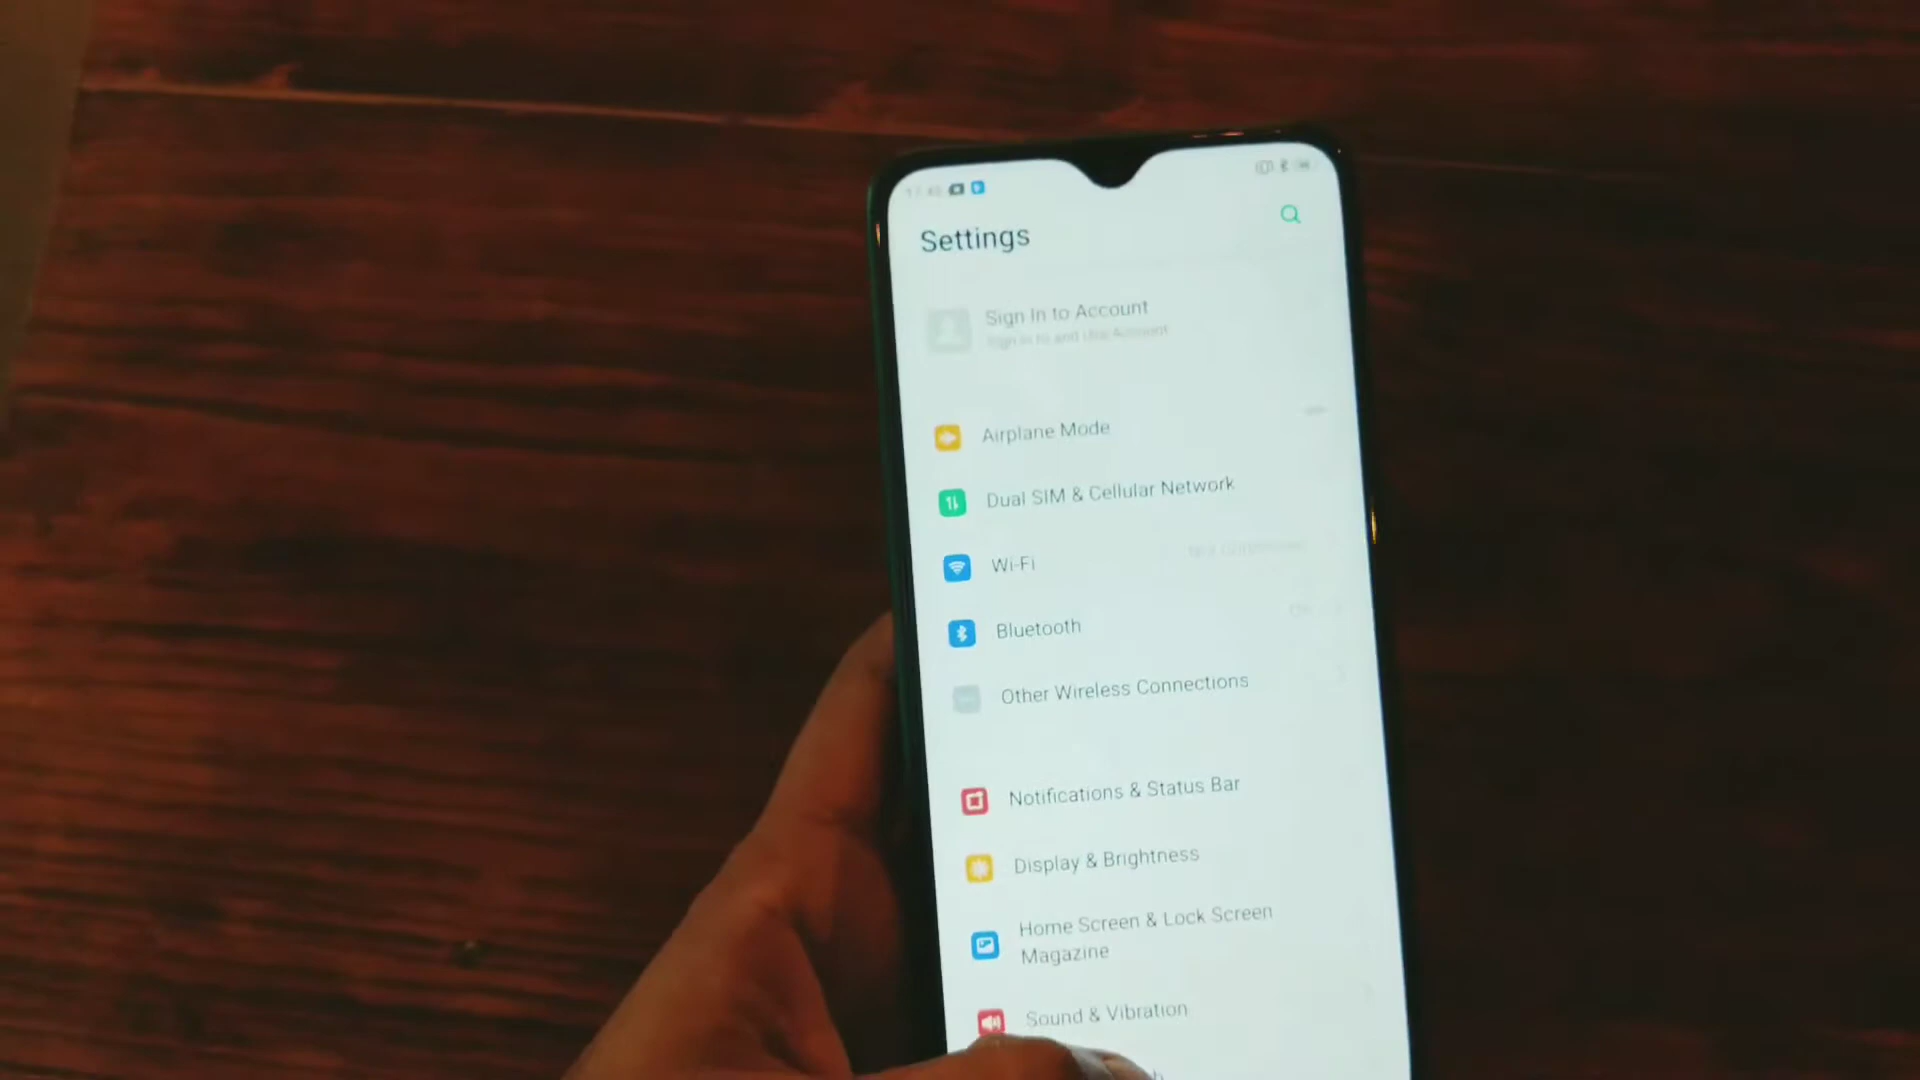 Settings
Sign In to Account
Airplane Mode
Dual SIM & Cellular Network
Wi-Fi
Bluetooth
Other Wireless Connections
Notifications & Status Bar
Display & Brightness
Home Screen & Lock Screen
Magazine
Sound & Vibration